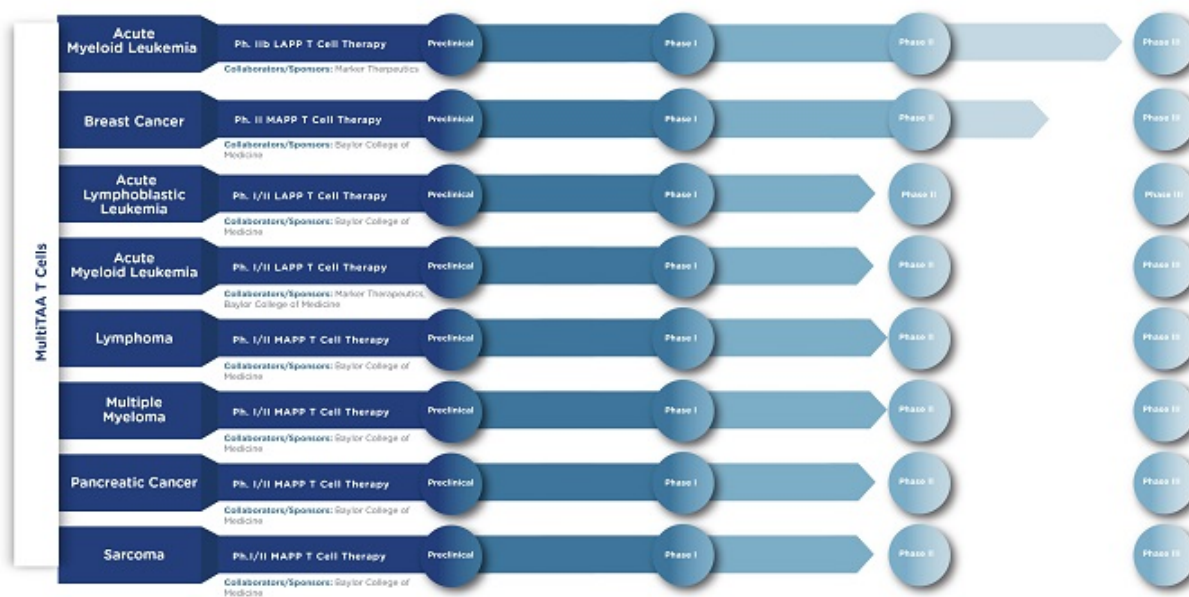 MultiTAA T Cells
Acute
Myeloid Leukemia
Ph. IIb LAPP T Cell Therapy
Preclinical
Phase I
Phase II
Phase III
Collaborators/Sponsors: Marker Therpeutics
Breast Cancer
Ph. II MAPP T Cell Therapy
Preclinical
Phase I
Phase II
Phase III
Collaborators/Sponsors: Baylor College of
Medicine
Acute
Lymphoblastic
Leukemia
Ph. I/II LAPP T Cell Therapy
Preclinical
Phase I
Phase II
Phase III
Collaborators/Sponsors: Baylor College of
Medicine
Acute
Myeloid Leukemia
Ph. I/II LAPP T Cell Therapy
Preclinical
Phase I
Phase II
Phase III
Collaborators/Sponsors: Marker Therapeutics,
Baylor College of Medicine
Lymphoma
Ph. I/II MAPP T Cell Therapy
Preclinical
Phase I
Phase II
Phase III
Collaborators/Sponsors: Baylor College of
Medicine
Multiple
Myeloma
Ph. I/II MAPP T Cell Therapy
Preclinical
Phase I
Phase II
Phase III
Collaborators/Sponsors: Baylor College of
Medicine
Pancreatic Cancer
Ph. I/II MAPP T Cell Therapy
Preclinical
Phase I
Phase II
Phase III
Collaborators/Sponsors: Baylor College of
Medicine
Sarcoma
Ph.I/II MAPP T Cell Therapy
Preclinical
Phase I
Phase II
Phase III
Collaborators/Sponsors: Baylor College of
Medicine